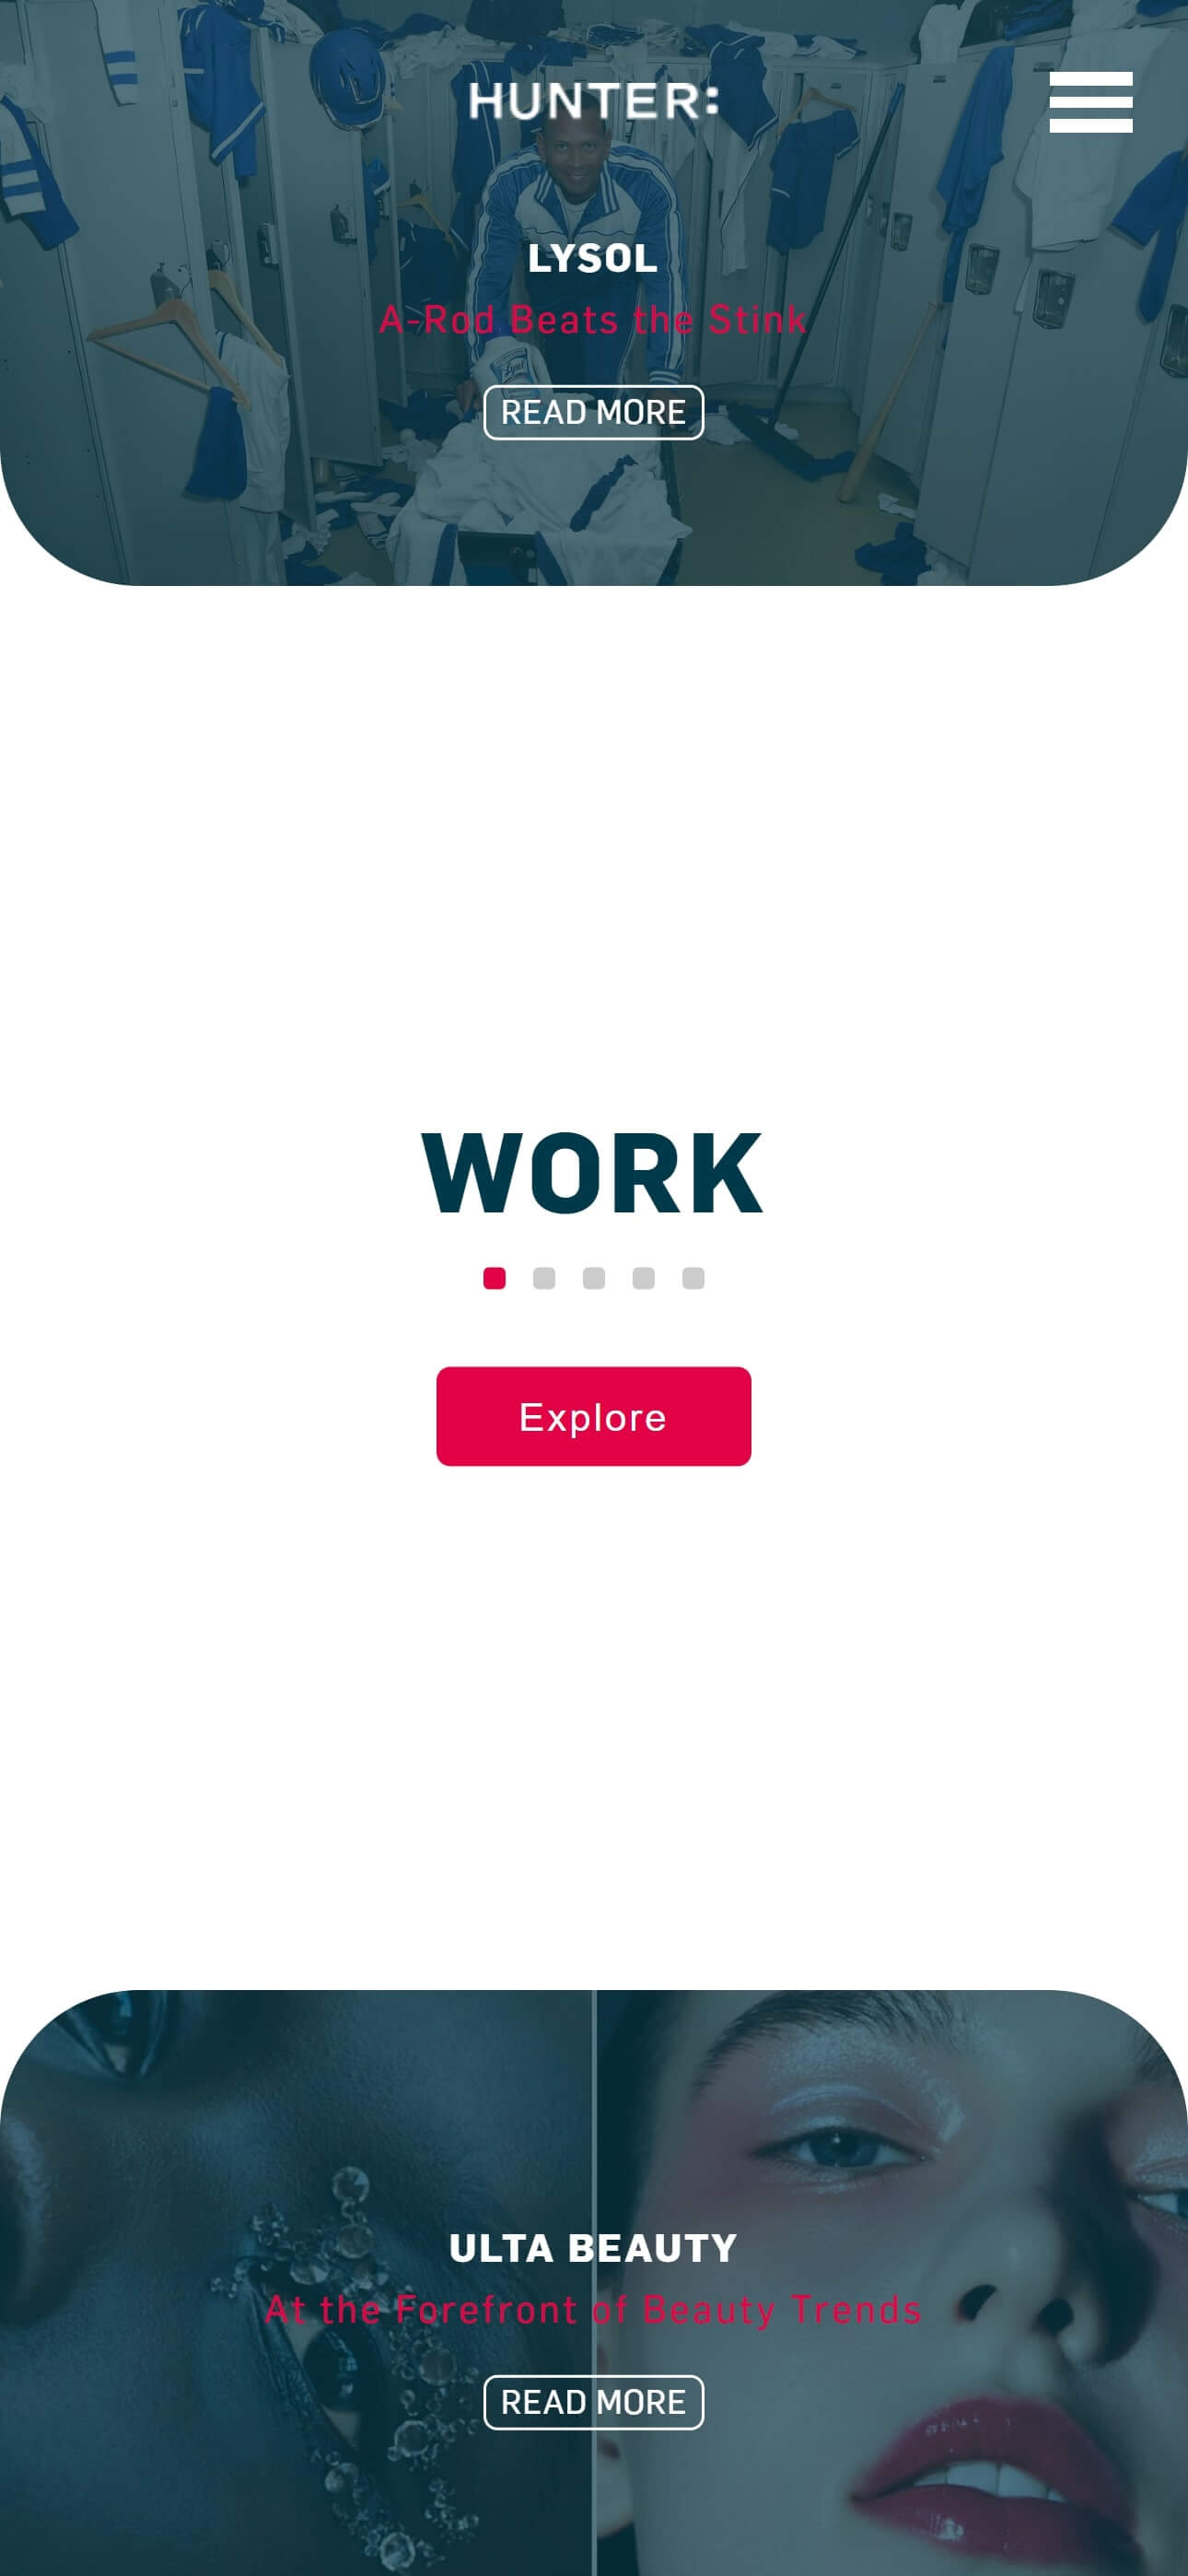 HUNTER:
LYSOL
A-Rod Beats the Stink
READ MORE
WORK
Explore
ULTA BEAUTY
At the Forefront of Beauty Trends
READ MORE